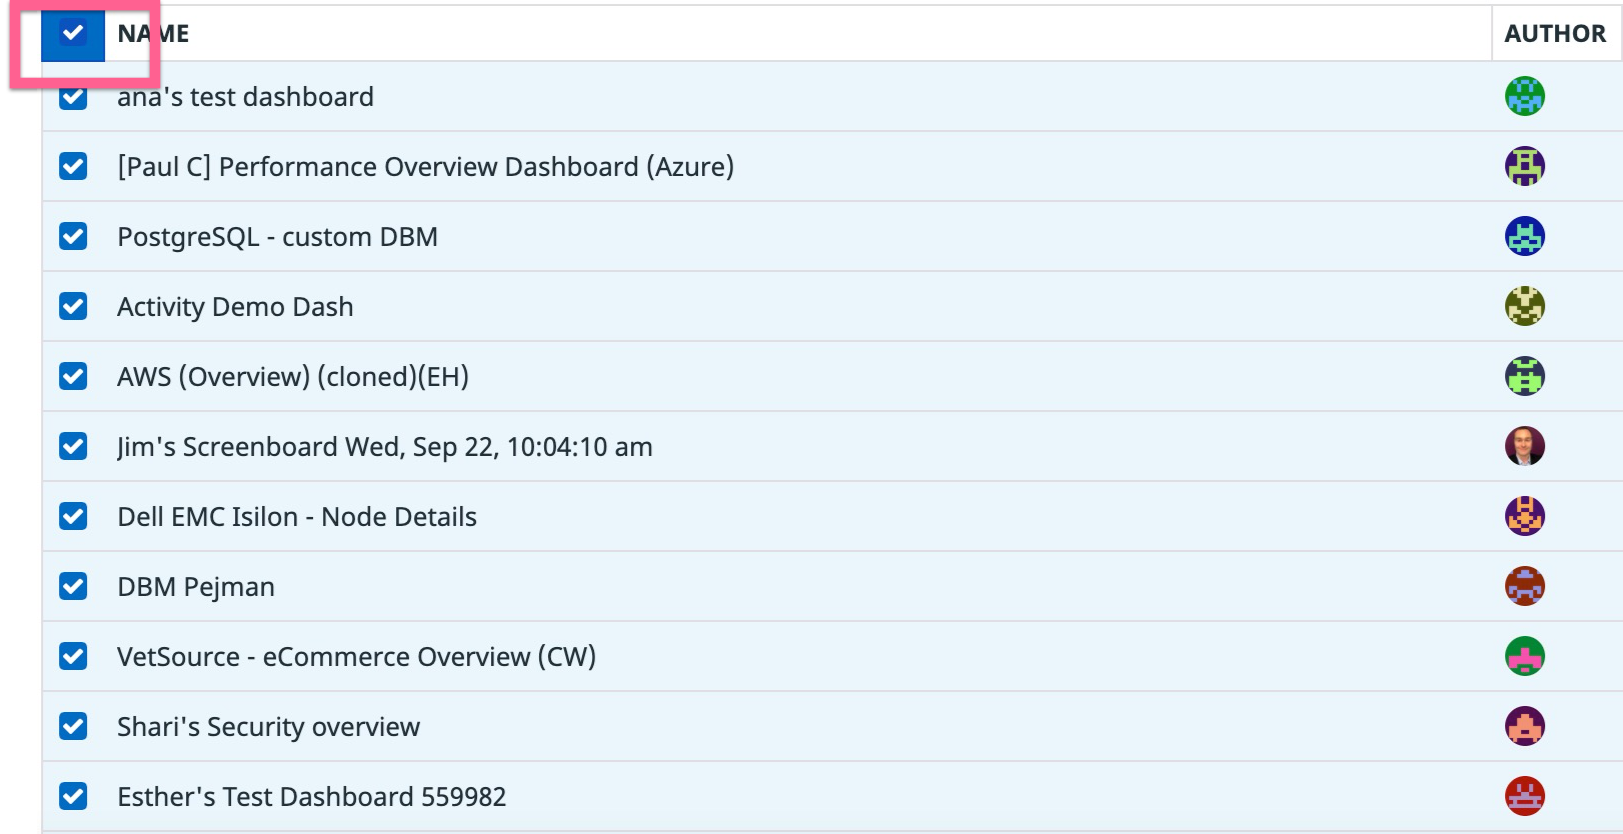 NAME AUTHOR
ana's test dashboard
[Paul C] Performance Overview Dashboard (Azure)
PostgreSQL - custom DBM
Activity Demo Dash
AWS (Overview) (cloned)(EH)
Jim's Screenboard Wed, Sep 22, 10:04:10 am
Dell EMC Isilon - Node Details
DBM Pejman
VetSource - eCommerce Overview (CW)
Shari's Security overview
Esther's Test Dashboard 559982